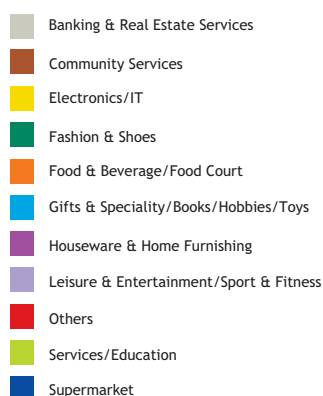 Banking & Real Estate Services
Community Services
Electronics/IT
Fashion & Shoes
Food & Beverage/Food Court
Gifts & Speciality/Books/Hobbies/Toys
Houseware & Home Furnishing
Leisure & Entertainment/Sport & Fitness
Others
Services/Education
Supermarket